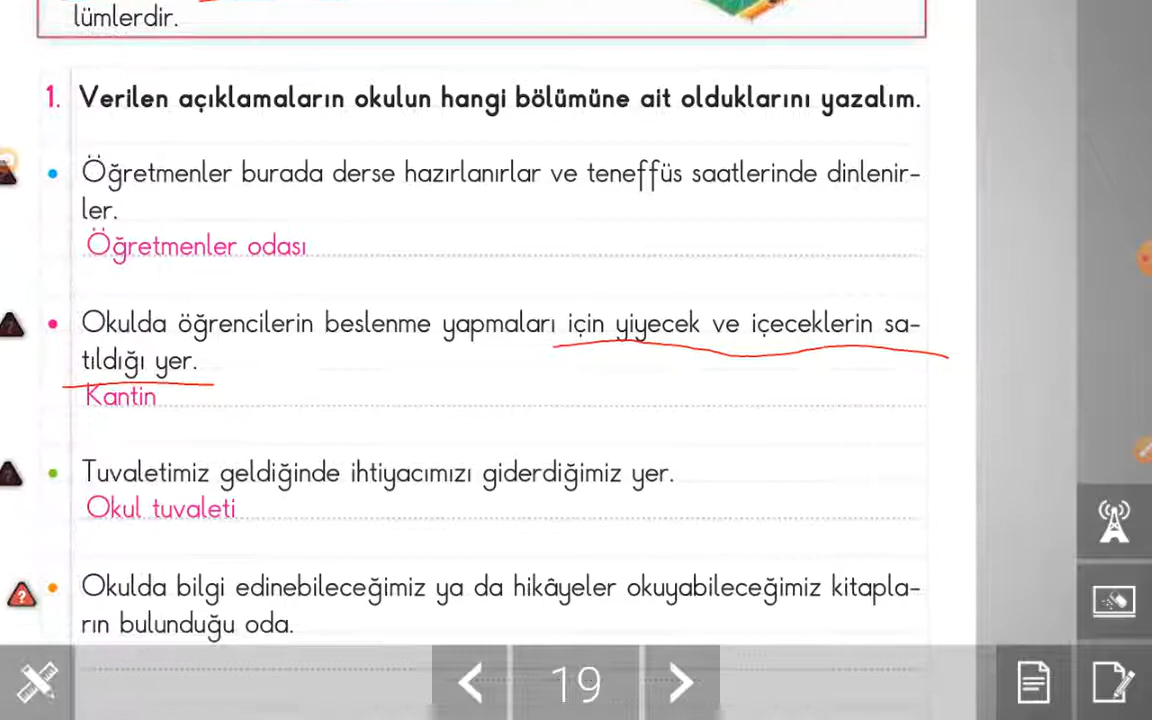 lümlerdir.
1. Verilen açıklamaların okulun hangi bölümüne ait olduklarını yazalım.
• Öğretmenler burada derse hazırlanırlar ve teneffüs saatlerinde dinlenir-
ler.
Öğretmenler odası
• Okulda öğrencilerin beslenme yapmaları için yiyecek ve içeceklerin sa-
tıldığı yer.
Kantin
• Tuvaletimiz geldiğinde ihtiyacımızı giderdiğimiz yer.
Okul tuvaleti
• Okulda bilgi edinebileceğimiz ya da hikâyeler okuyabileceğimiz kitapla-
rın bulunduğu oda.
19